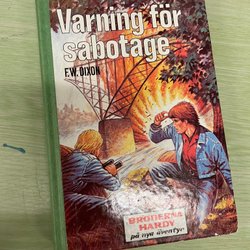 Varning för
sabotage
F.W. DIXON
BRÖDERNA
HARDY
på nya äventyr